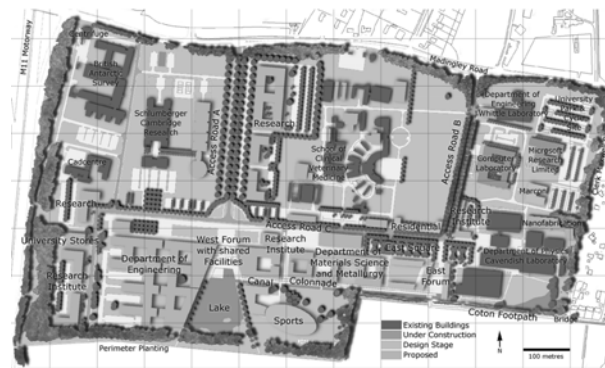 M11 Motorway
Centrifuge
British
Antarctic
Survey
Schlumberger
Cambridge
Research
Access Road A
Research
Madingley Road
School of
Clinical
Veterinary
Medicine
Access Road B
Department of
Engineering
Whittle Laboratory
University
Computer
Laboratory
Microsoft
Research
Limited
Marconi
Cadcentre
Research
University Stores
Research
Institute
Access Road C
Residential
Research
Institute
Nanofab
West Forum
with shared
Facilities
Research
Institute
Department of
Engineering
Department of
Materials Science
and Metallurgy
East Square
East
Forum
Department of Physics
Cavendish Laboratory
Canal
Colonnade
Lake
Sports
Coton Footpath
Bridge
Perimeter Planting
Existing Buildings
Under Construction
Design Stage
Proposed
N
100 metres